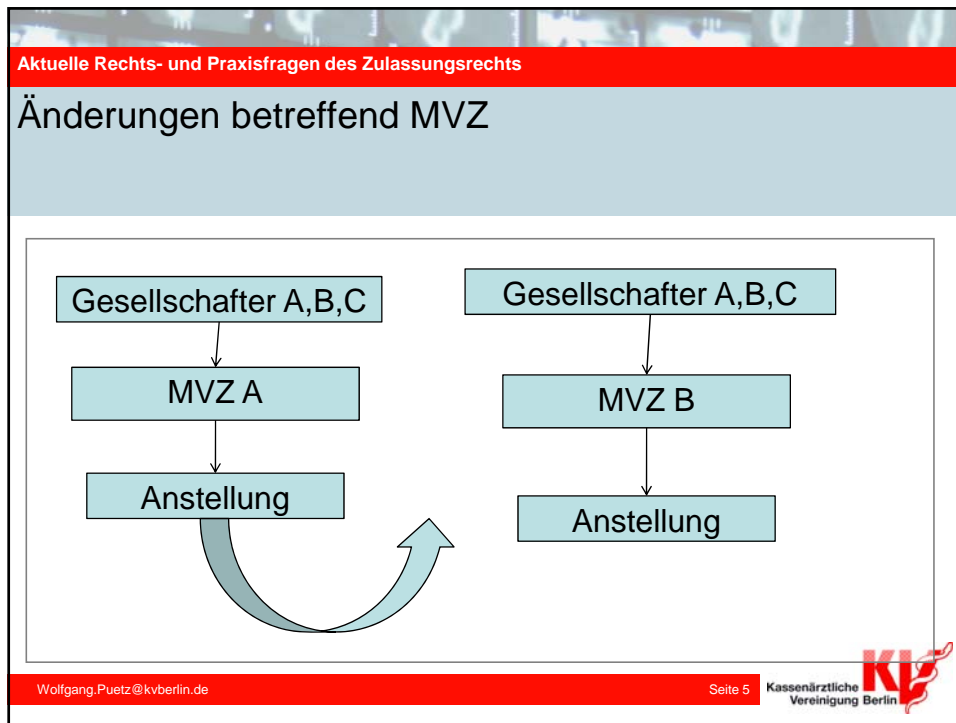 Aktuelle Rechts- und Praxisfragen des Zulassungsrechts
Änderungen betreffend MVZ
Gesellschafter A,B,C
MVZ A
Anstellung
Gesellschafter A,B,C
MVZ B
Anstellung
Wolfgang.Puetz@kvberlin.de
Seite 5
Kassenärztliche
Vereinigung Berlin
KV